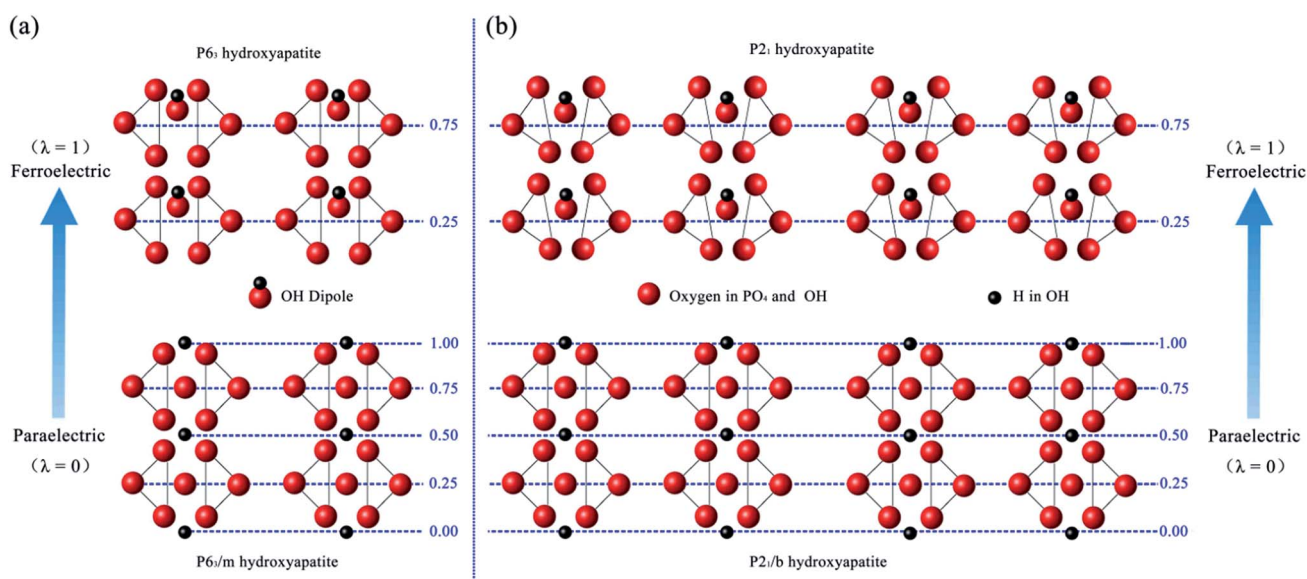 (a)
P6₃ hydroxyapatite
0.75
（λ = 1）
Ferroelectric
0.25
OH Dipole
1.00
0.75
Paraelectric
0.50
（λ = 0）
0.25
0.00
P6₃/m hydroxyapatite
(b)
P2₁ hydroxyapatite
0.75
（λ = 1）
Ferroelectric
0.25
Oxygen in PO₄ and OH
H in OH
1.00
0.75
0.50
Paraelectric
（λ = 0）
0.25
0.00
P2₁/b hydroxyapatite